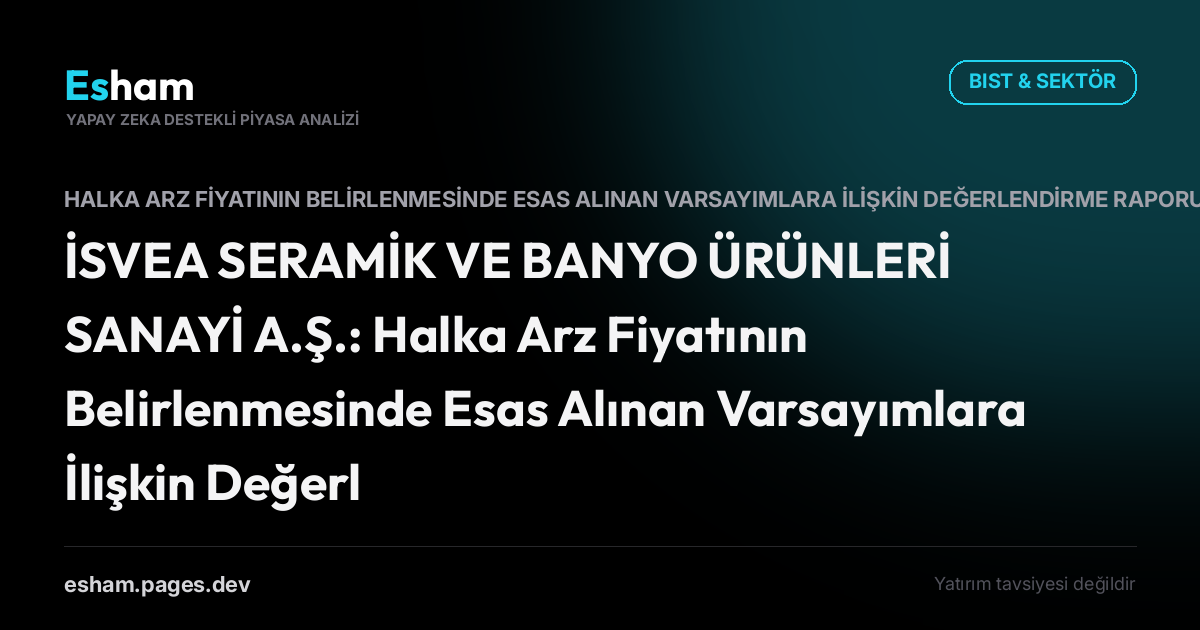 Esham
YAPAY ZEKA DESTEKLİ PİYASA ANALİZİ
BIST & SEKTÖR
HALKA ARZ FİYATININ BELİRLENMESİNDE ESAS ALINAN VARSAYIMLARA İLİŞKİN DEĞERLENDİRME RAPORU
İSVEA SERAMİK VE BANYO ÜRÜNLERİ
SANAYİ A.Ş.: Halka Arz Fiyatının
Belirlenmesinde Esas Alınan Varsayımlara
İlişkin Değerl
esham.pages.dev
Yatırım tavsiyesi değildir